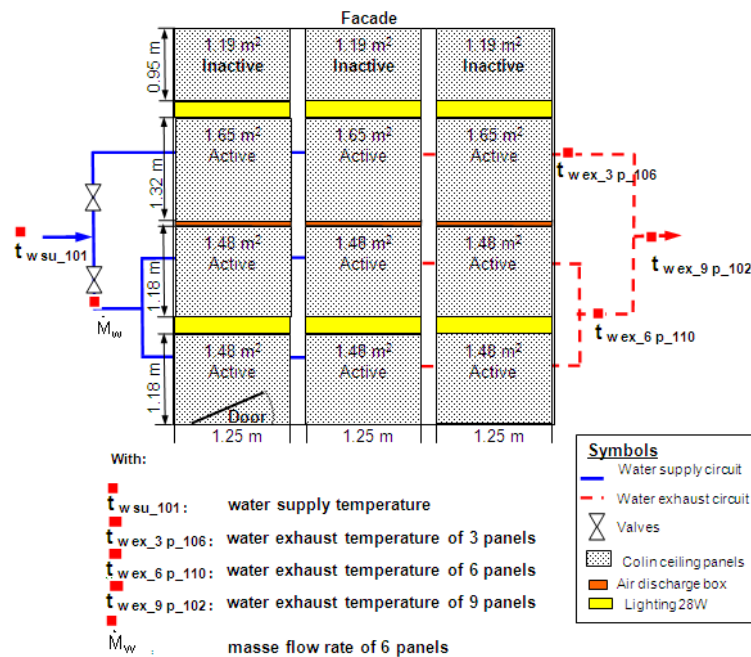 Facade
0.95 m
1.19 m²
Inactive
1.19 m²
Inactive
1.19 m²
Inactive
1.32 m
1.65 m²
Active
1.65 m²
Active
1.65 m²
Active
t w ex_3 p_106
t w su_101
1.18 m
1.48 m²
Active
1.48 m²
Active
1.48 m²
Active
t w ex_9 p_102
Ṁw
t w ex_6 p_110
1.18 m
1.48 m²
Active
1.48 m²
Active
1.48 m²
Active
Door
1.25 m
1.25 m
1.25 m
With:
t w su_101 : water supply temperature
t w ex_3 p_106 : water exhaust temperature of 3 panels
t w ex_6 p_110 : water exhaust temperature of 6 panels
t w ex_9 p_102 : water exhaust temperature of 9 panels
Ṁw masse flow rate of 6 panels
Symbols
Water supply circuit
Water exhaust circuit
Valves
Colin ceiling panels
Air discharge box
Lighting 28W